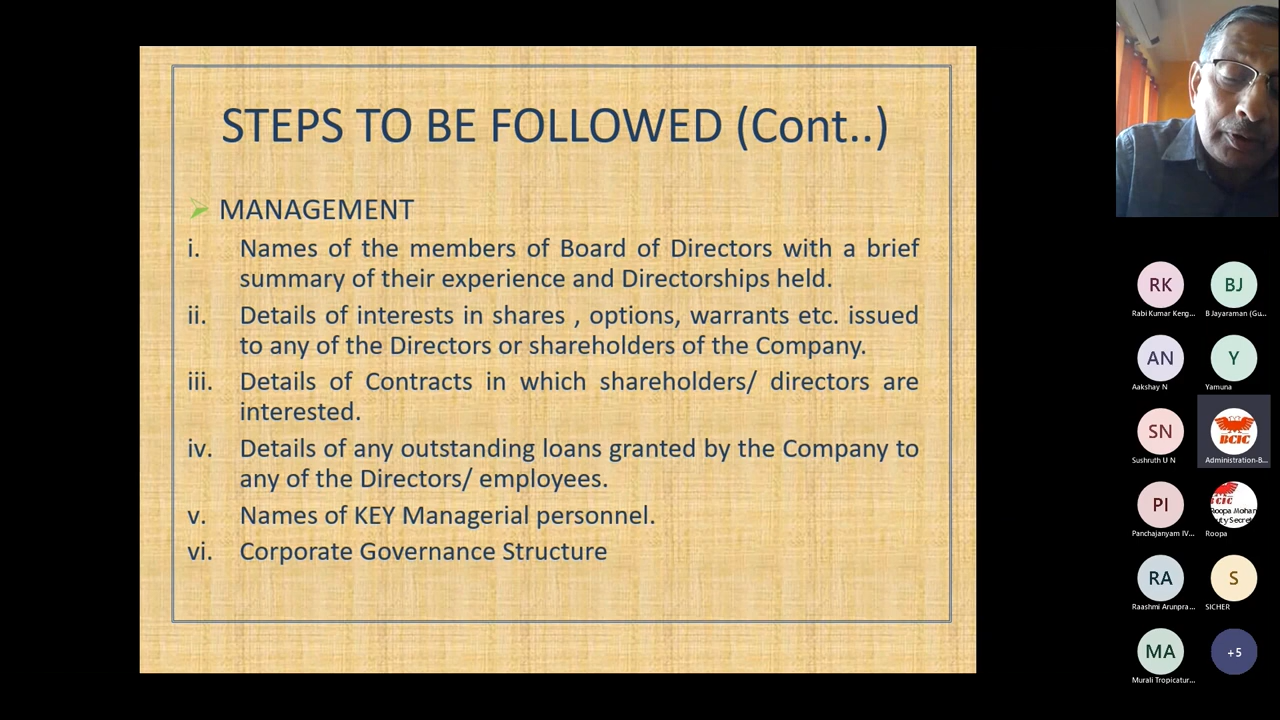 STEPS TO BE FOLLOWED (Cont..)
MANAGEMENT
i. Names of the members of Board of Directors with a brief
summary of their experience and Directorships held.
ii. Details of interests in shares , options, warrants etc. issued
to any of the Directors or shareholders of the Company.
iii. Details of Contracts in which shareholders/ directors are
interested.
iv. Details of any outstanding loans granted by the Company to
any of the Directors/ employees.
v. Names of KEY Managerial personnel.
vi. Corporate Governance Structure
RK BJ
Rabi Kumar Keng... B Jayaraman (Gu...
AN Y
Aakshay N Yamuna
SN BCIC
Sushruth U N Administration-B...
PI BCIC
Roopa Mohan
uty Secret
Panchajanyam IV... Roopa
RA S
Raashmi Arunpra... SICHER
MA +5
Murali Tropicatur...